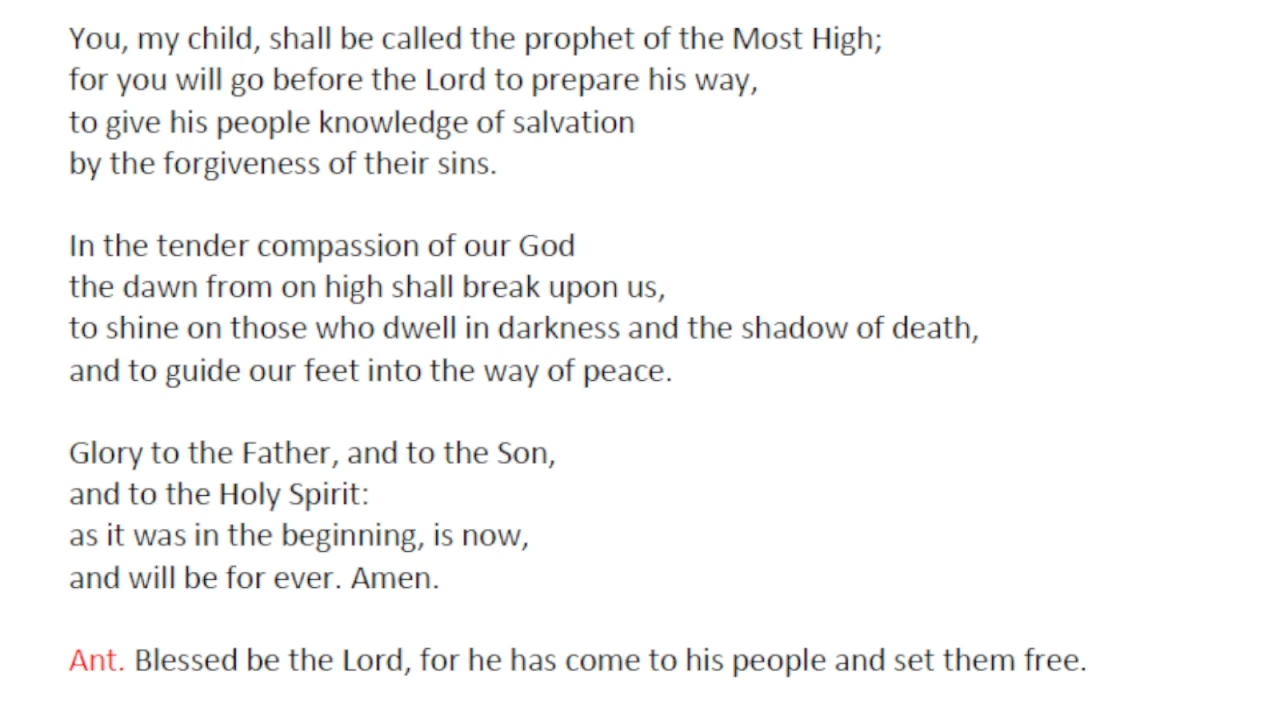 You, my child, shall be called the prophet of the Most High;
for you will go before the Lord to prepare his way,
to give his people knowledge of salvation
by the forgiveness of their sins.
In the tender compassion of our God
the dawn from on high shall break upon us,
to shine on those who dwell in darkness and the shadow of death,
and to guide our feet into the way of peace.
Glory to the Father, and to the Son,
and to the Holy Spirit:
as it was in the beginning, is now,
and will be for ever. Amen.
Ant. Blessed be the Lord, for he has come to his people and set them free.